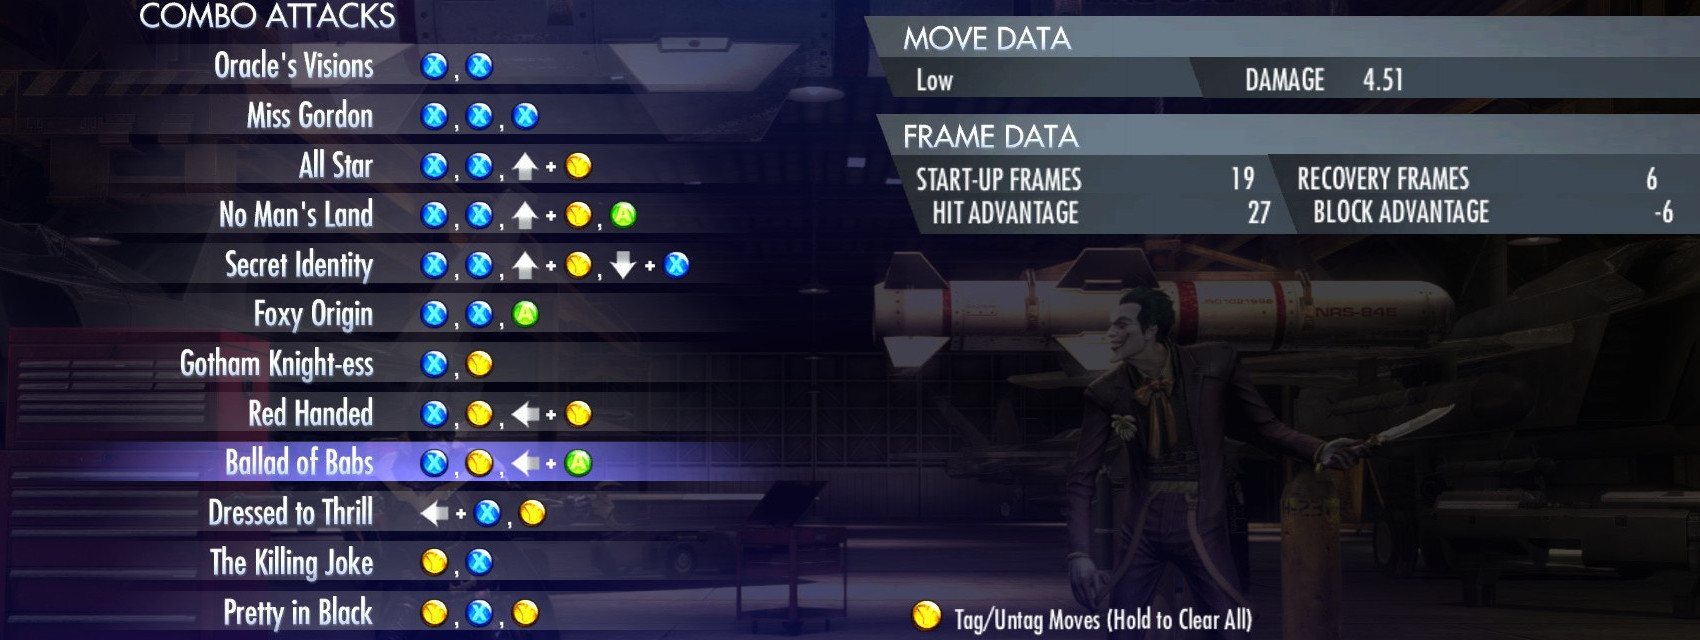 COMBO ATTACKS
Oracle's Visions X , X
Miss Gordon X , X , X
All Star X , X , ⬆ + Y
No Man's Land X , X , ⬆ + Y , A
Secret Identity X , X , ⬆ + Y , ⬇ + X
Foxy Origin X , X , A
Gotham Knight-ess X , Y
Red Handed X , Y , ⬅ + Y
Ballad of Babs X , Y , ⬅ + A
Dressed to Thrill ⬅ + X , Y
The Killing Joke Y , X
Pretty in Black Y , X , Y
MOVE DATA
Low DAMAGE 4.51
FRAME DATA
START-UP FRAMES 19 RECOVERY FRAMES 6
HIT ADVANTAGE 27 BLOCK ADVANTAGE -6
NRS-84E
Y Tag/Untag Moves (Hold to Clear All)